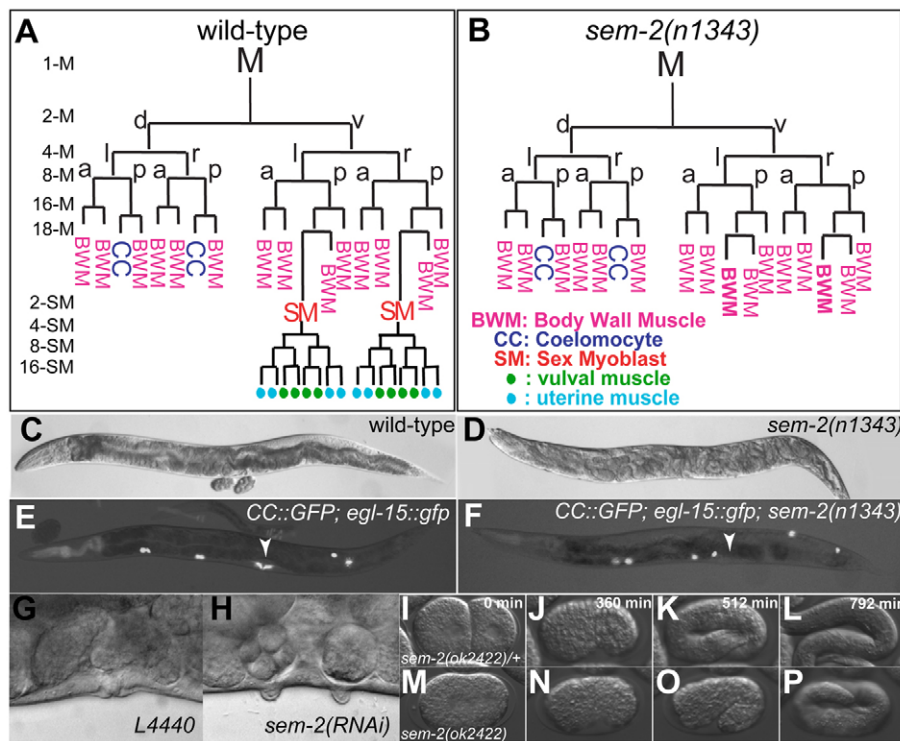 A
wild-type
1-M
M
2-M
d
v
4-M
l
r
l
r
8-M
a
p
a
p
a
p
a
p
16-M
18-M
BWM
BWM
CC
BWM
BWM
BWM
CC
BWM
BWM
BWM
BWM
BWM
BWM
BWM
BWM
BWM
2-SM
SM
SM
4-SM
8-SM
16-SM
B
sem-2(n1343)
M
d
v
l
r
l
r
a
p
a
p
a
p
a
p
BWM
BWM
CC
BWM
BWM
BWM
CC
BWM
BWM
BWM
BWM
BWM
BWM
BWM
BWM
BWM
BWM
BWM
BWM: Body Wall Muscle
CC: Coelomocyte
SM: Sex Myoblast
: vulval muscle
: uterine muscle
C
wild-type
D
sem-2(n1343)
E
CC::GFP; egl-15::gfp
F
CC::GFP; egl-15::gfp; sem-2(n1343)
G
L4440
H
sem-2(RNAi)
I
0 min
sem-2(ok2422)/+
J
360 min
K
512 min
L
792 min
M
sem-2(ok2422)
N
O
P